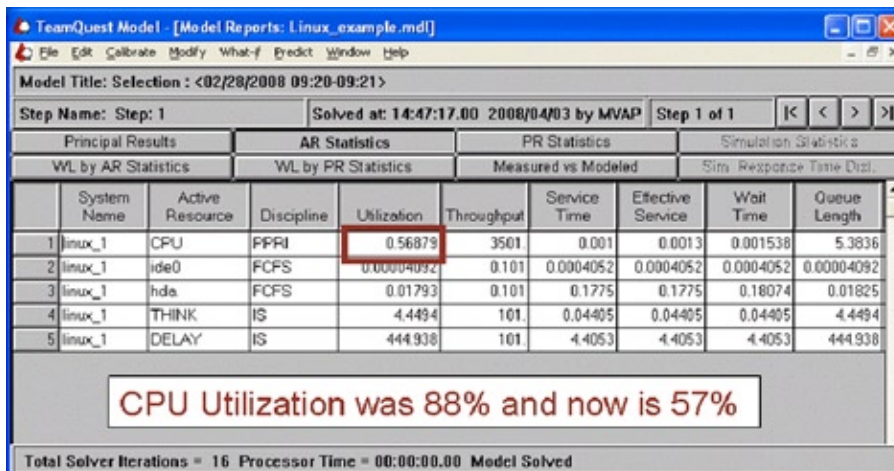 TeamQuest Model - [Model Reports: Linux_example.mdl]
File Edit Calibrate Modify What-if Predict Window Help
Model Title: Selection : <02/28/2008 09:20-09:21>
Step Name: Step: 1 Solved at: 14:47:17.00 2008/04/03 by MVAP Step 1 of 1
Principal Results AR Statistics PR Statistics Simulation Statistics
WL by AR Statistics WL by PR Statistics Measured vs Modeled Sim. Response Time Dist.
System Name Active Resource Discipline Utilization Throughput Service Time Effective Service Wait Time Queue Length
1 linux_1 CPU PPRI 0.56879 3501. 0.001 0.0013 0.001538 5.3836
2 linux_1 ide0 FCFS 0.00004092 0.101 0.0004052 0.0004052 0.0004052 0.00004092
3 linux_1 hda FCFS 0.01793 0.101 0.1775 0.1775 0.18074 0.01825
4 linux_1 THINK IS 4.4494 101. 0.04405 0.04405 0.04405 4.4494
5 linux_1 DELAY IS 444.938 101. 4.4053 4.4053 4.4053 444.938
CPU Utilization was 88% and now is 57%
Total Solver Iterations = 16 Processor Time = 00:00:00.00 Model Solved